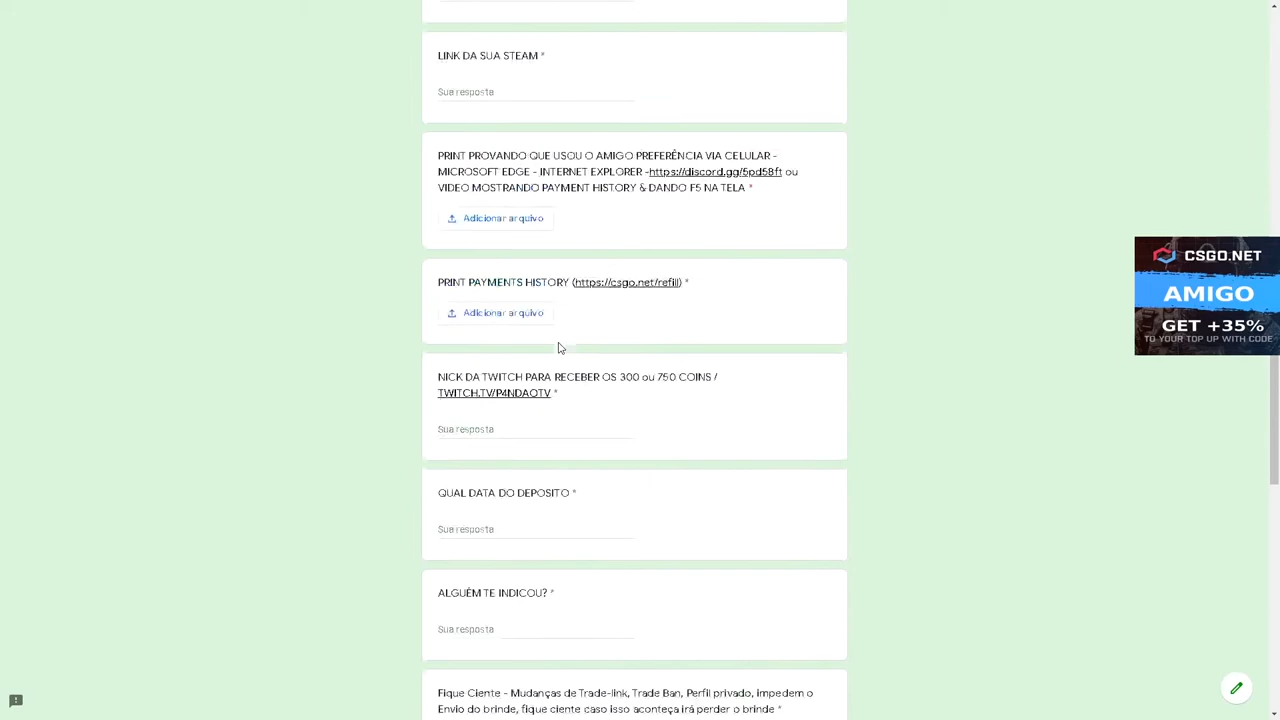 LINK DA SUA STEAM *
Sua resposta
PRINT PROVANDO QUE USOU O AMIGO PREFERÊNCIA VIA CELULAR -
MICROSOFT EDGE - INTERNET EXPLORER -https://discord.gg/5pd58ft ou
VIDEO MOSTRANDO PAYMENT HISTORY & DANDO F5 NA TELA *
Adicionar arquivo
PRINT PAYMENTS HISTORY (https://csgo.net/refill) *
Adicionar arquivo
CSGO.NET
AMIGO
GET +35%
TO YOUR TOP UP WITH CODE
NICK DA TWITCH PARA RECEBER OS 300 ou 750 COINS /
TWITCH.TV/P4NDAOTV *
Sua resposta
QUAL DATA DO DEPOSITO *
Sua resposta
ALGUÉM TE INDICOU? *
Sua resposta
Fique Ciente - Mudanças de Trade-link, Trade Ban, Perfil privado, impedem o
Envio do brinde, fique ciente caso isso aconteça irá perder o brinde *